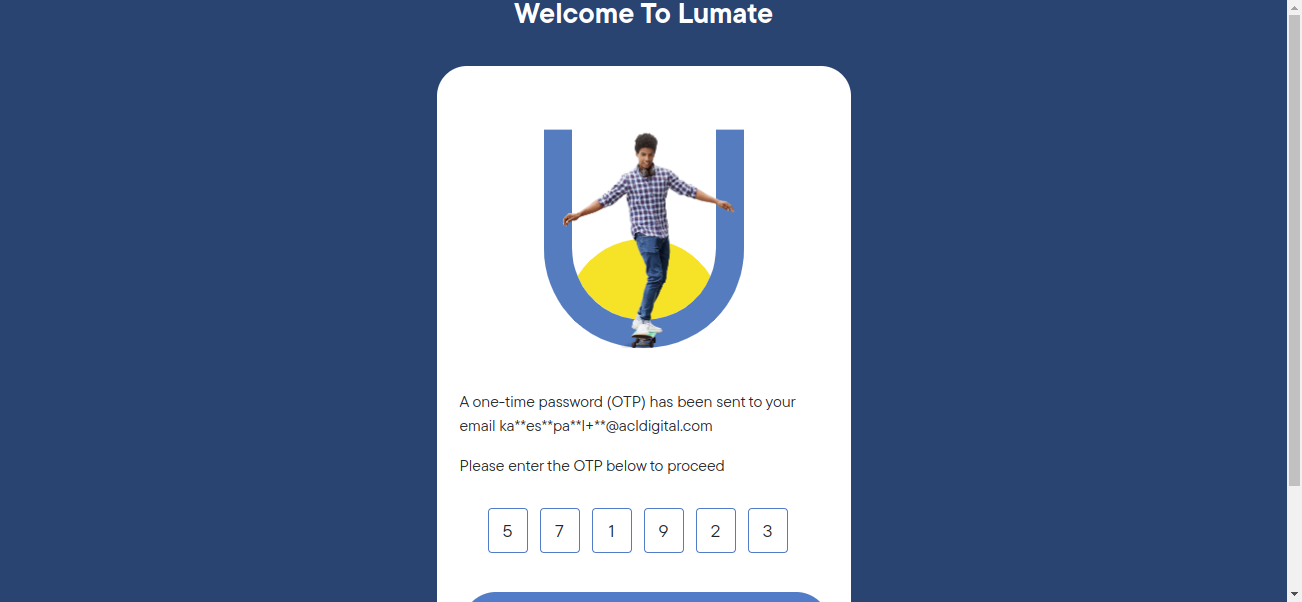 Welcome To Lumate
A one-time password (OTP) has been sent to your
email ka**es**pa**l+**@acldigital.com
Please enter the OTP below to proceed
5 7 1 9 2 3